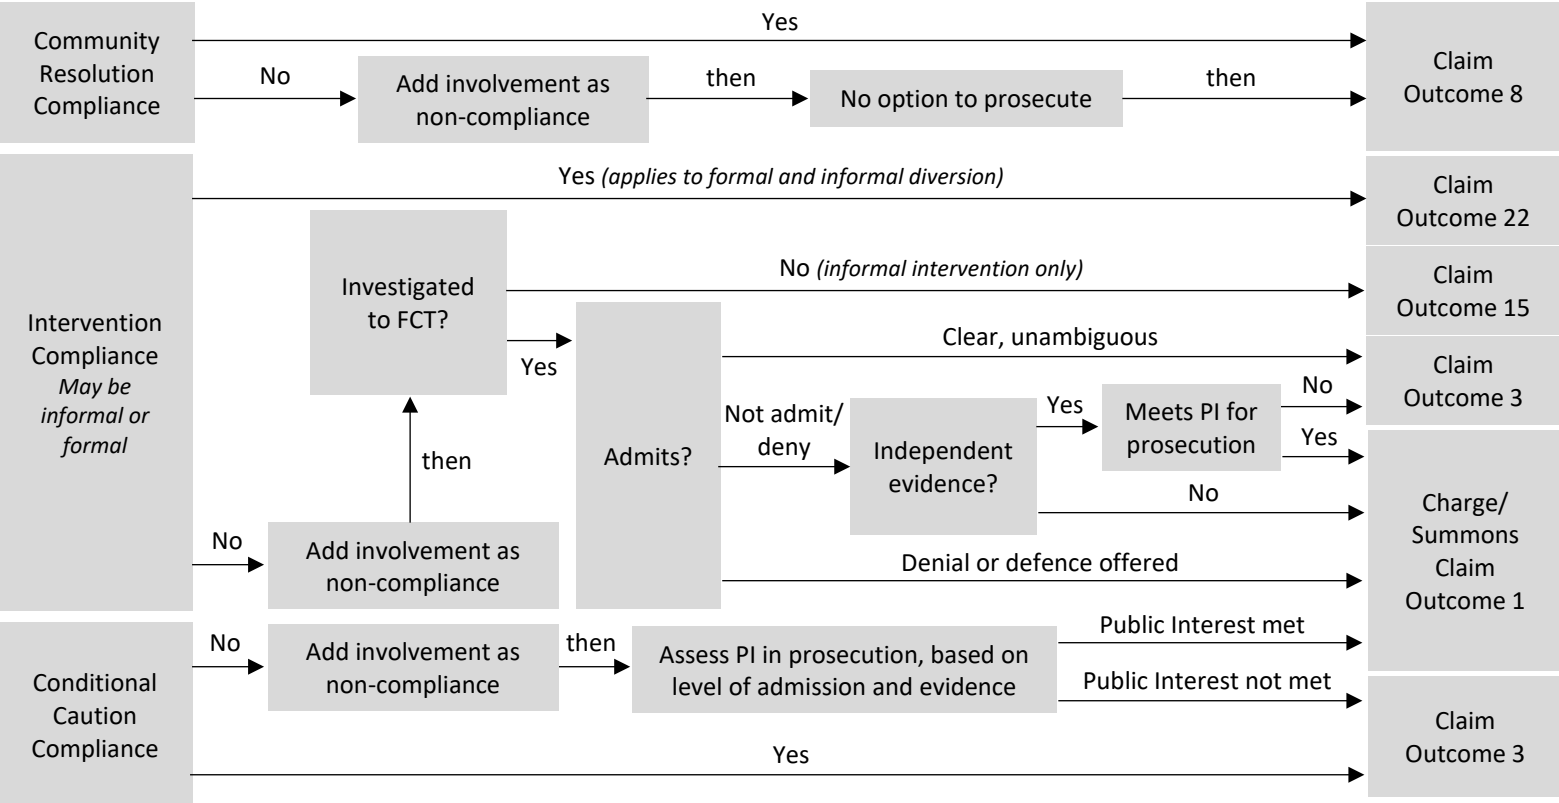 Community
Resolution
Compliance
Yes
No
Add involvement as
non-compliance
then
No option to prosecute
then
Claim
Outcome 8
Intervention
Compliance
May be
informal or
formal
Yes (applies to formal and informal diversion)
Claim
Outcome 22
Investigated
to FCT?
No (informal intervention only)
Claim
Outcome 15
Yes
Admits?
Clear, unambiguous
Claim
Outcome 3
Not admit/
deny
Independent
evidence?
Yes
Meets PI for
prosecution
No
Yes
No
Denial or defence offered
Charge/
Summons
Claim
Outcome 1
then
No
Add involvement as
non-compliance
Conditional
Caution
Compliance
No
Add involvement as
non-compliance
then
Assess PI in prosecution, based on
level of admission and evidence
Public Interest met
Public Interest not met
Claim
Outcome 3
Yes